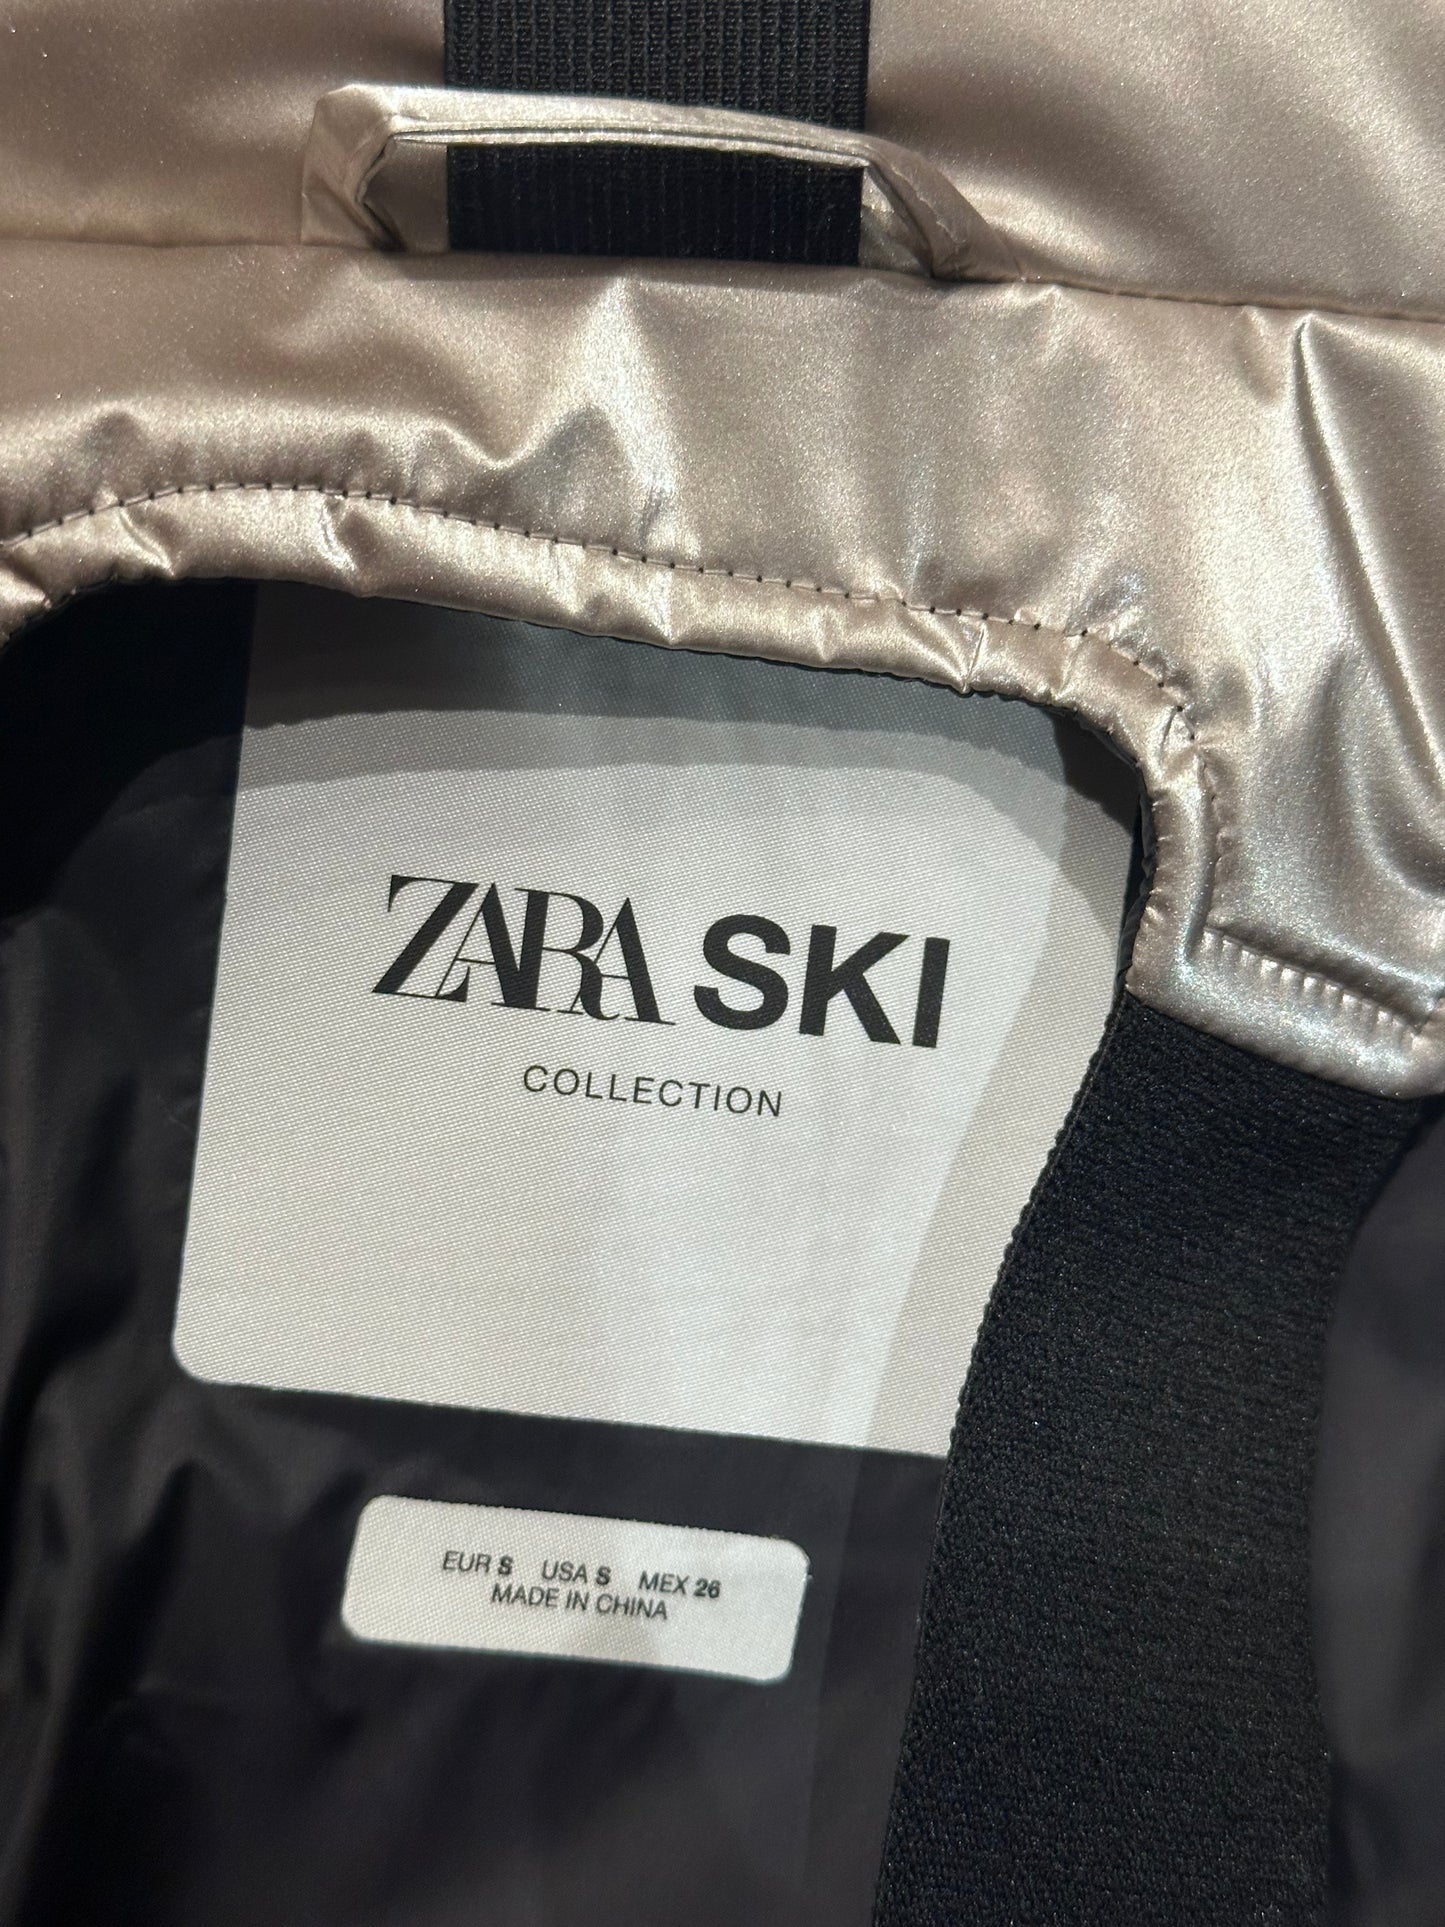 ZARA SKI
COLLECTION
EUR S USA S MEX 26
MADE IN CHINA